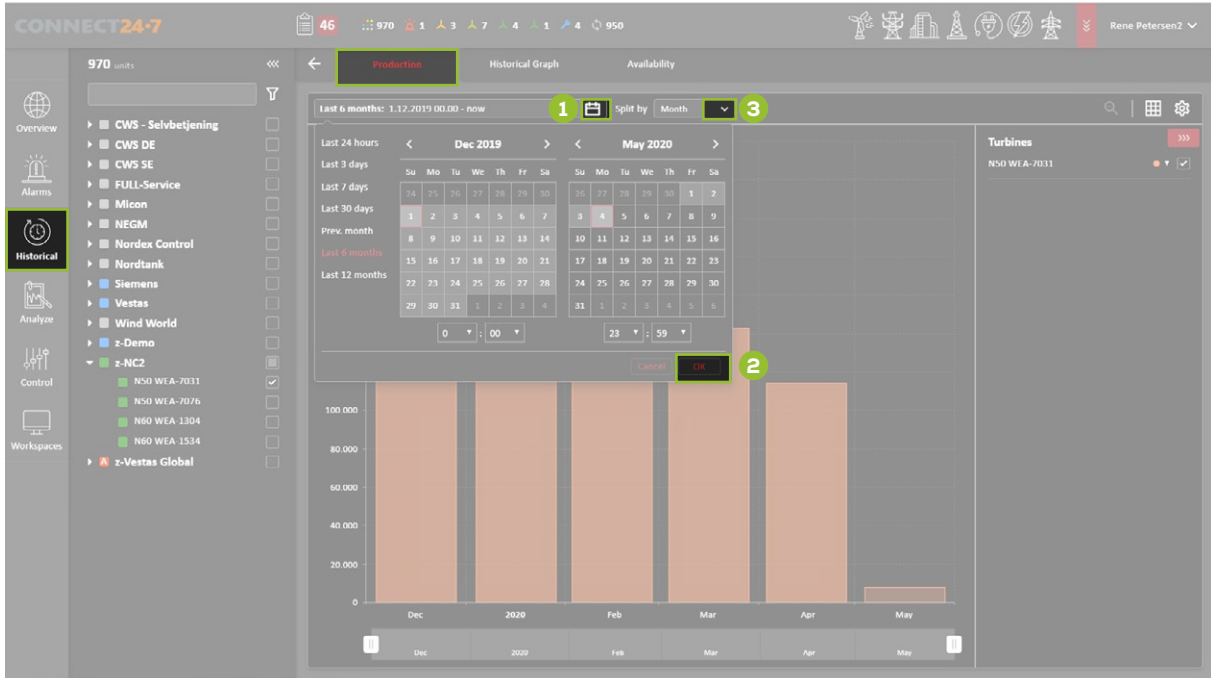 CONNECT24·7
46 970 1 3 7 4 1 4 950 Rene Petersen2
970 units
Production Historical Graph Availability
Overview
Alarms
Historical
Analyze
Control
Workspaces
CWS - Selvbetjening
CWS DE
CWS SE
FULL-Service
Micon
NEGM
Nordex Control
Nordtank
Siemens
Vestas
Wind World
z-Demo
z-NC2
N50 WEA-7031
N50 WEA-7076
N60 WEA-1304
N60 WEA-1534
z-Vestas Global
Last 6 months: 1.12.2019 00.00 - now 1 Split by Month 3
Last 24 hours
Last 3 days
Last 7 days
Last 30 days
Prev. month
Last 6 months
Last 12 months
Dec 2019
Su Mo Tu We Th Fr Sa
24 25 26 27 28 29 30
1 2 3 4 5 6 7
8 9 10 11 12 13 14
15 16 17 18 19 20 21
22 23 24 25 26 27 28
29 30 31 1 2 3 4
0 : 00
May 2020
Su Mo Tu We Th Fr Sa
26 27 28 29 30 1 2
3 4 5 6 7 8 9
10 11 12 13 14 15 16
17 18 19 20 21 22 23
24 25 26 27 28 29 30
31 1 2 3 4 5 6
23 : 59
Cancel OK 2
100.000
80.000
60.000
40.000
20.000
0
Dec 2020 Feb Mar Apr May
Dec 2020 Feb Mar Apr May
Turbines
N50 WEA-7031